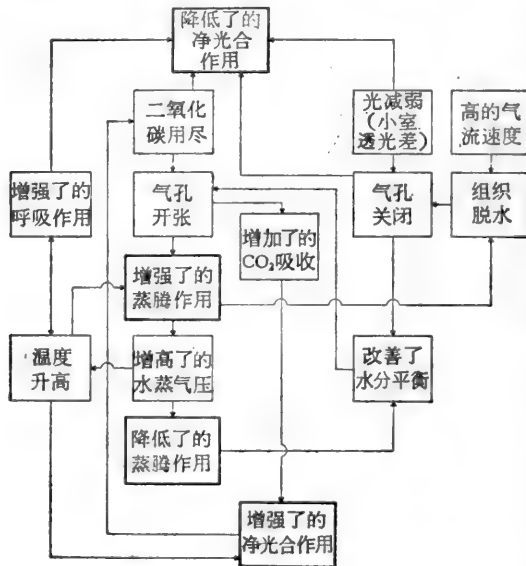 降低了的
净光合
作用
二氧化
碳用尽
光减弱
(小室
透光差)
高的气
流速度
增强了的
呼吸作用
气孔
开张
气孔
关闭
组织
脱水
增加了的
CO₂吸收
增强了的
蒸腾作用
温度
升高
增高了的
水蒸气压
改善了
水分平衡
降低了的
蒸腾作用
增强了的
净光合作用